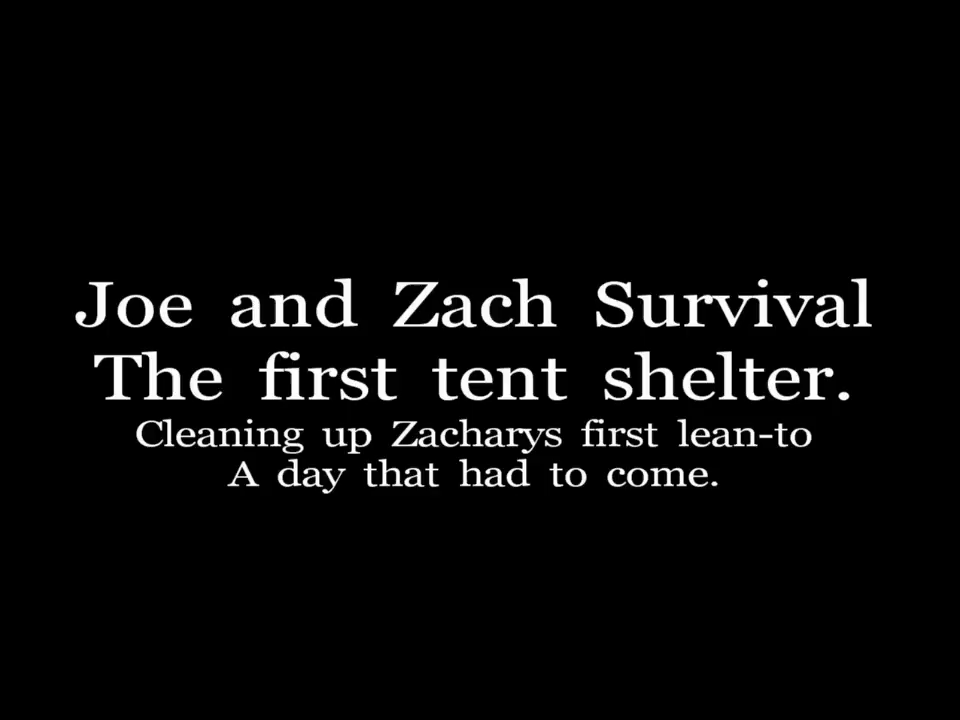 Joe and Zach Survival
The first tent shelter.
Cleaning up Zacharys first lean-to
A day that had to come.